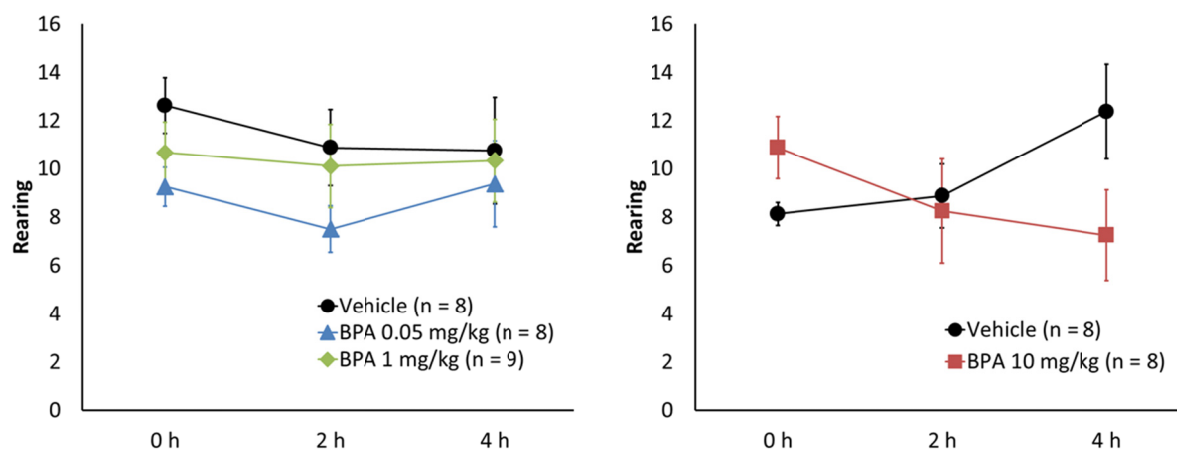 16
14
12
10
8
6
4
2
0
Rearing
0 h 2 h 4 h
Vehicle (n = 8)
BPA 0.05 mg/kg (n = 8)
BPA 1 mg/kg (n = 9)
16
14
12
10
8
6
4
2
0
Rearing
0 h 2 h 4 h
Vehicle (n = 8)
BPA 10 mg/kg (n = 8)